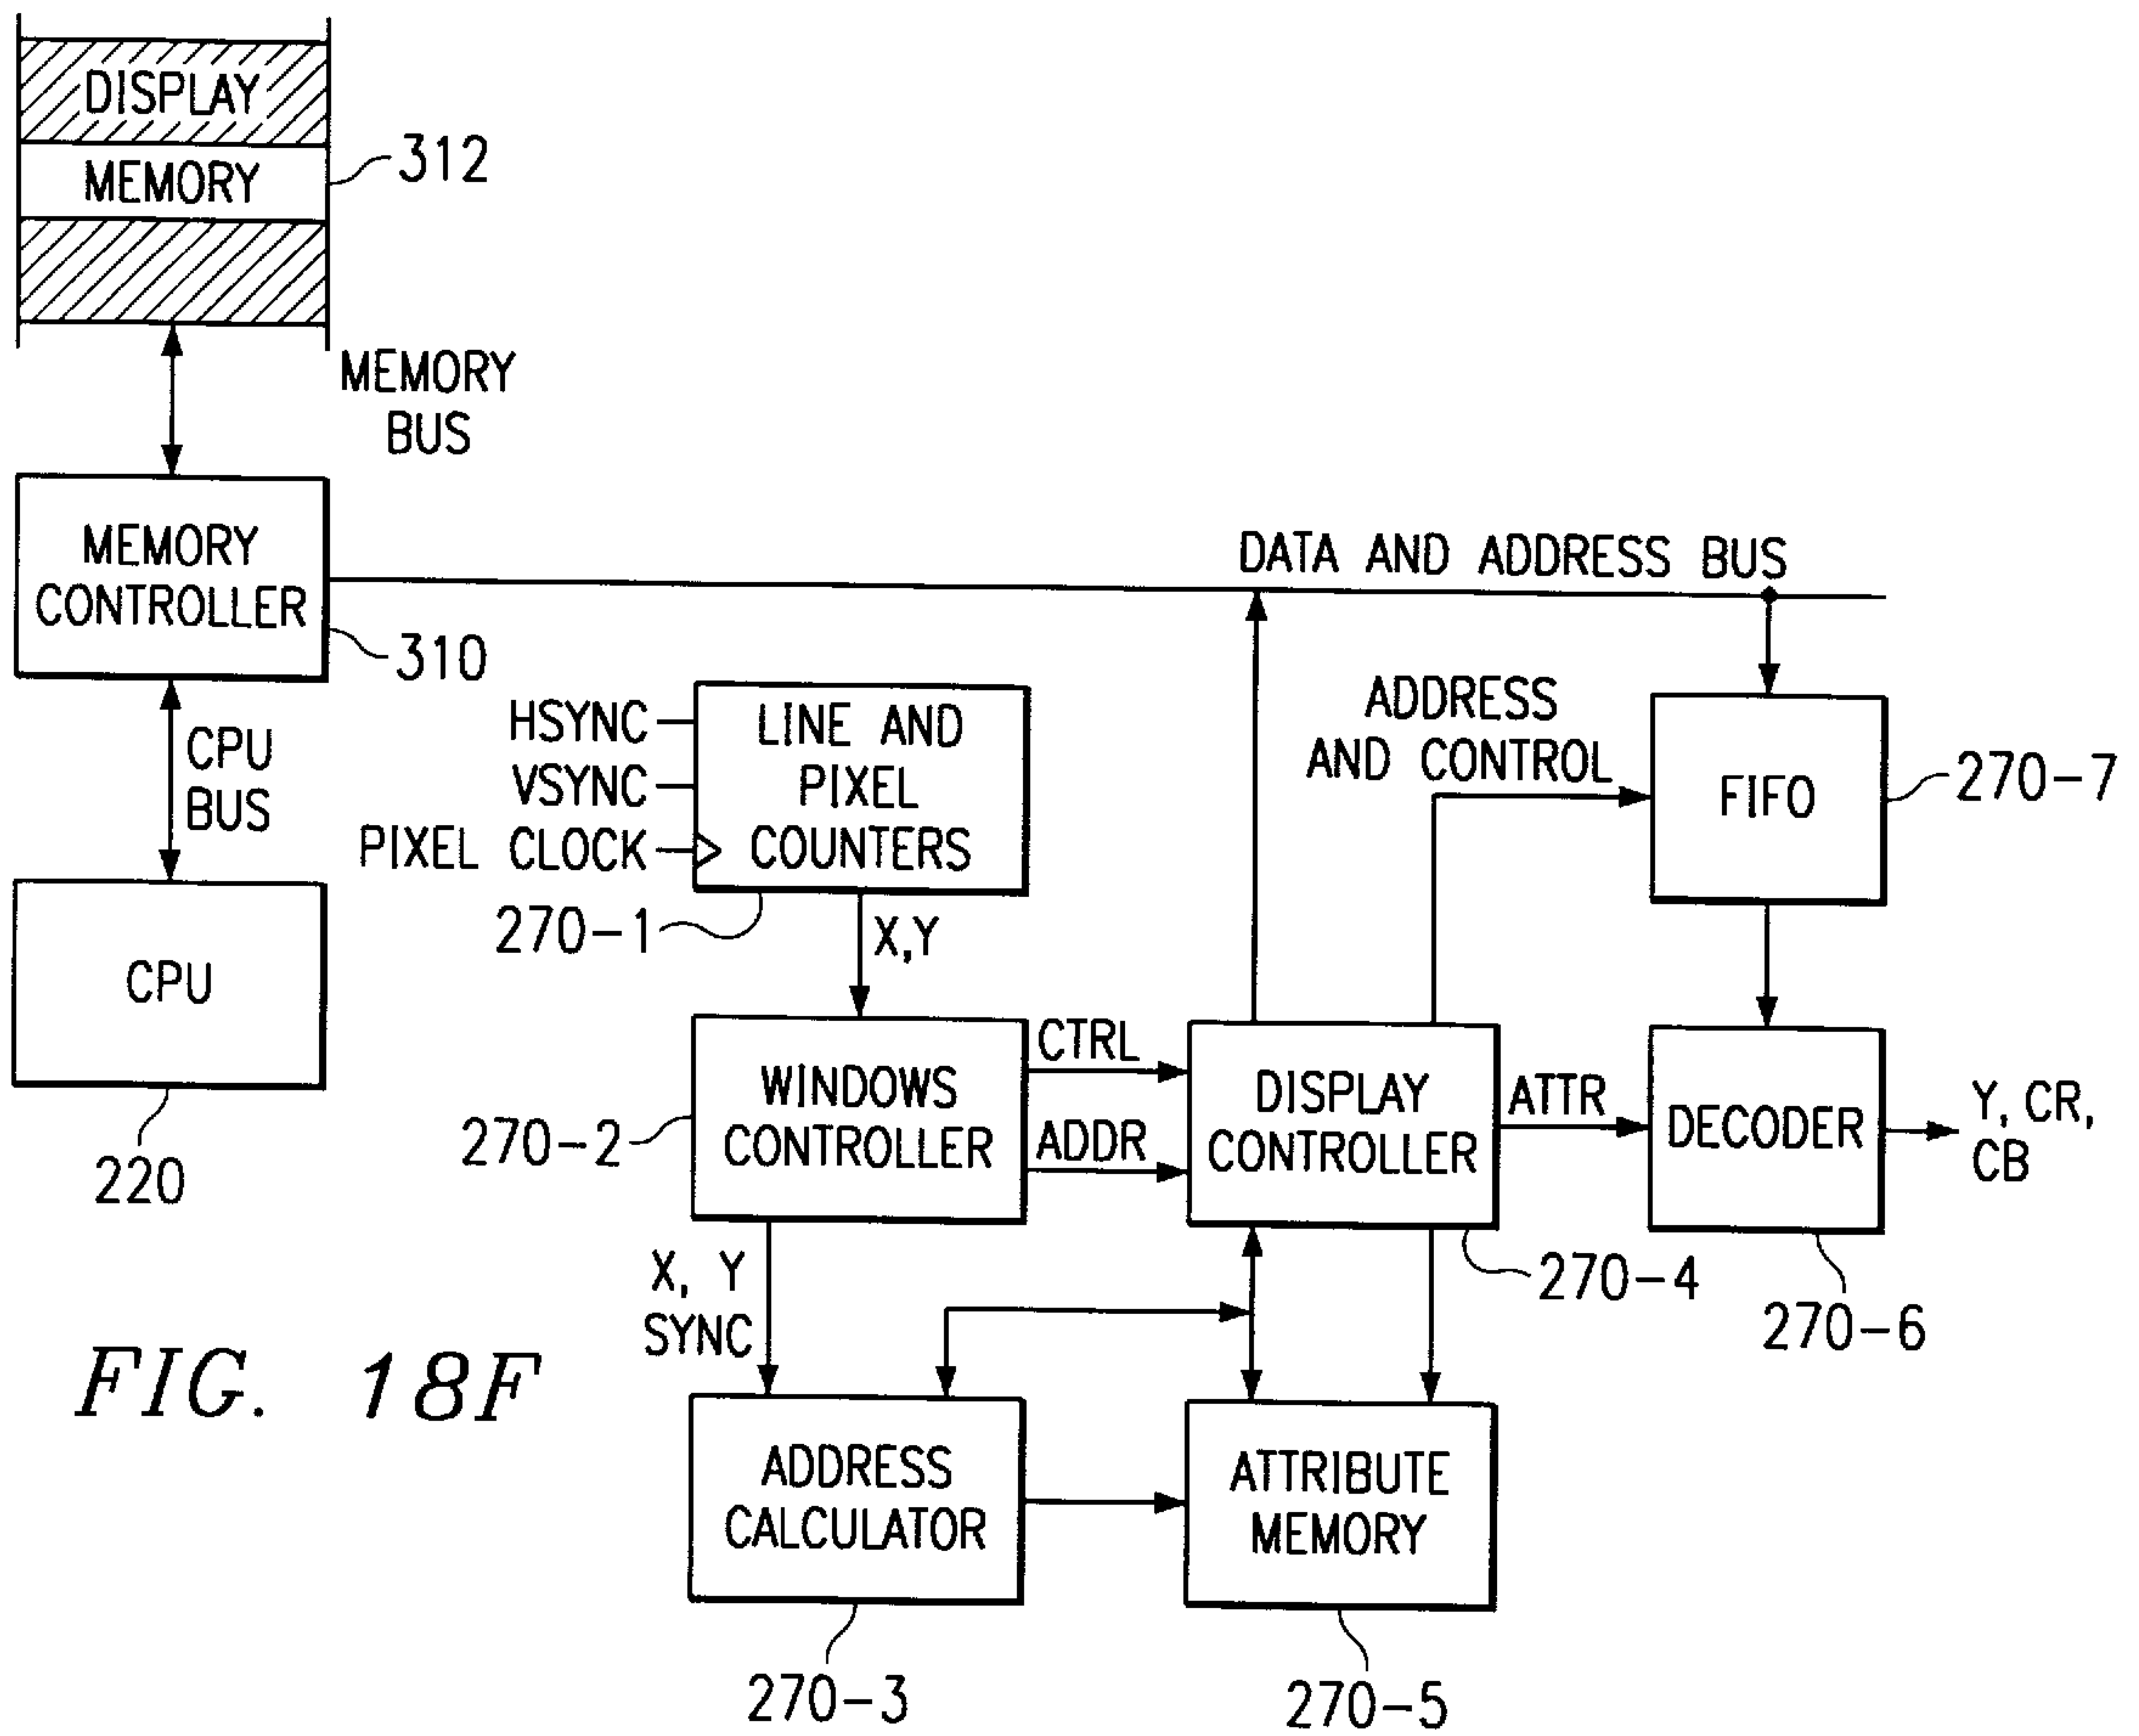 DISPLAY
MEMORY
312
MEMORY
BUS
MEMORY
CONTROLLER
310
DATA AND ADDRESS BUS
CPU
BUS
HSYNC
VSYNC
PIXEL CLOCK
LINE AND
PIXEL
COUNTERS
270-1
X,Y
ADDRESS
AND CONTROL
FIFO
270-7
CPU
220
WINDOWS
CONTROLLER
270-2
CTRL
ADDR
DISPLAY
CONTROLLER
270-4
ATTR
DECODER
270-6
Y, CR,
CB
X, Y
SYNC
ADDRESS
CALCULATOR
270-3
ATTRIBUTE
MEMORY
270-5
FIG. 18F